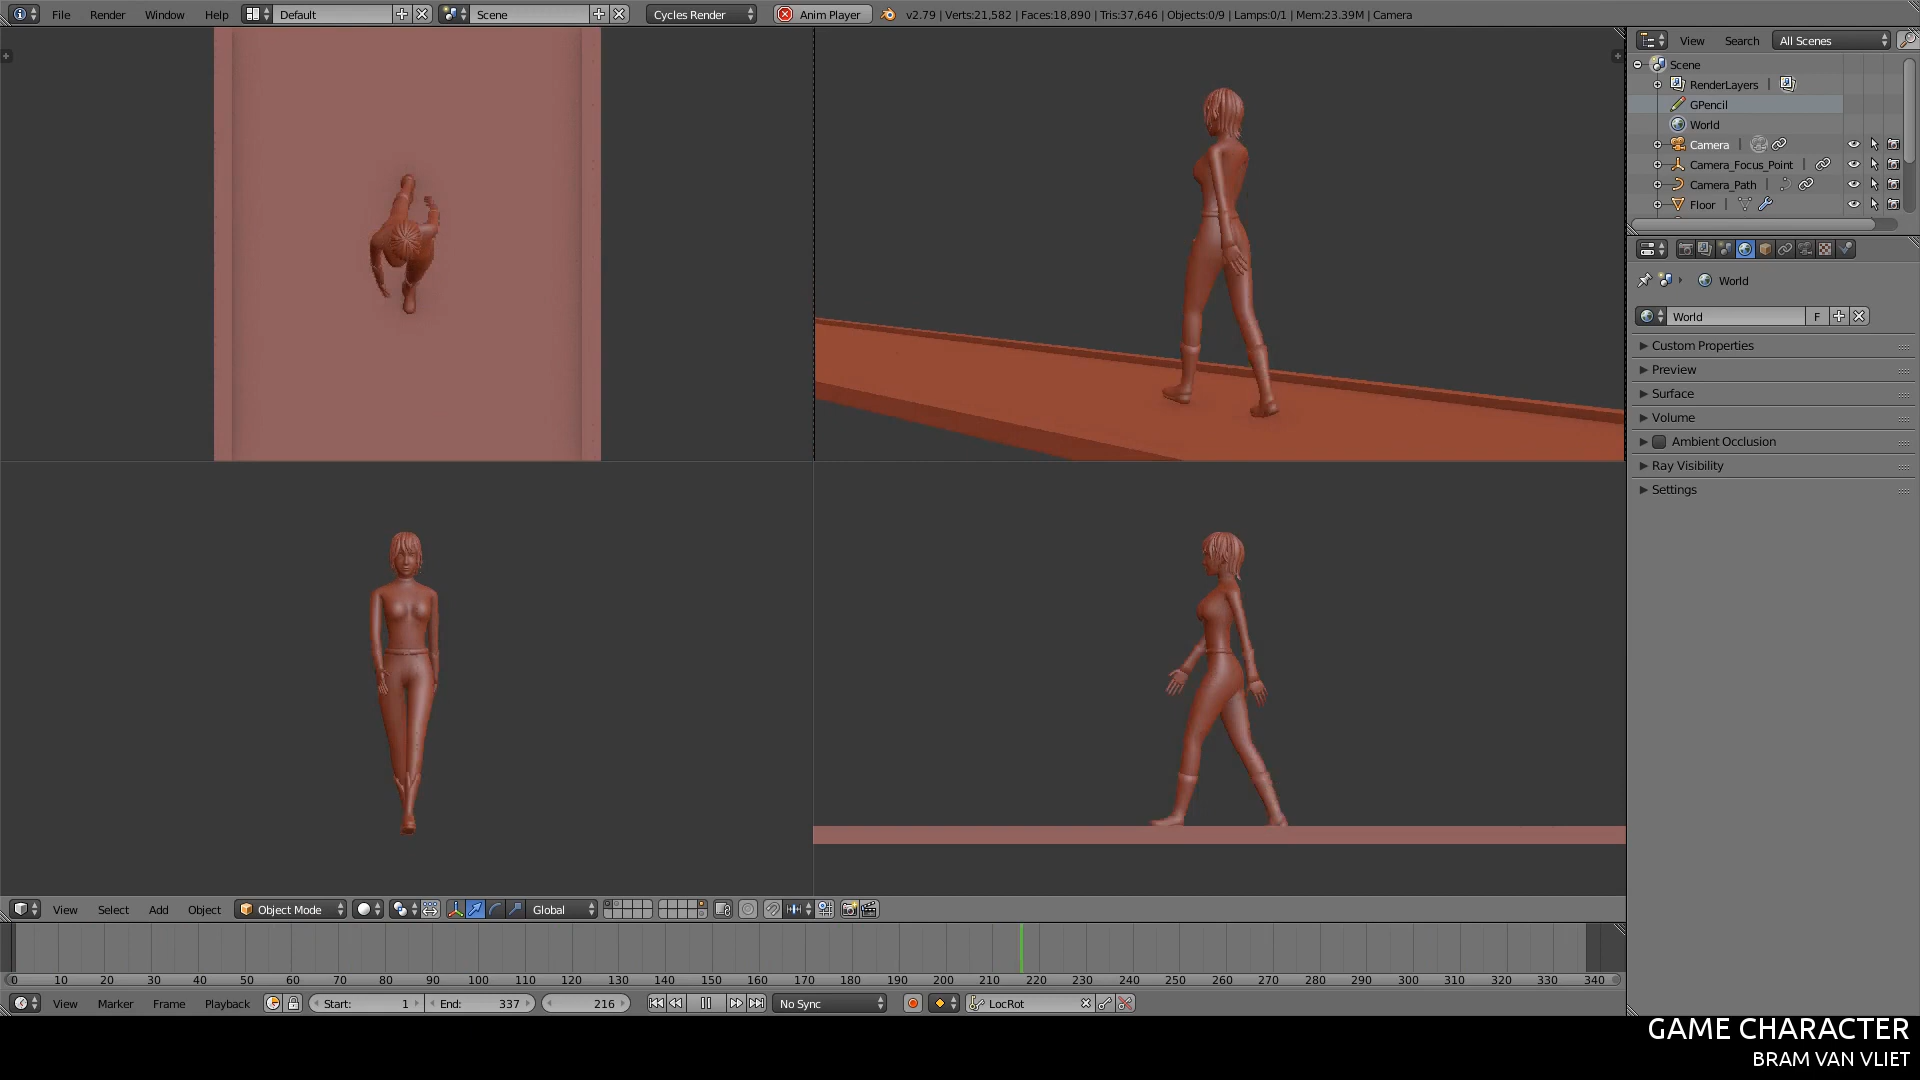 File Render Window Help Default Scene Cycles Render Anim Player v2.79 | Verts:21,582 | Faces:18,890 | Tris:37,646 | Objects:0/9 | Lamps:0/1 | Mem:23.39M | Camera
View Search All Scenes
Scene
RenderLayers
GPencil
World
Camera
Camera_Focus_Point
Camera_Path
Floor
World
World F
Custom Properties
Preview
Surface
Volume
Ambient Occlusion
Ray Visibility
Settings
View Select Add Object Object Mode Global
0 10 20 30 40 50 60 70 80 90 100 110 120 130 140 150 160 170 180 190 200 210 220 230 240 250 260 270 280 290 300 310 320 330 340
View Marker Frame Playback Start: 1 End: 337 216 No Sync LocRot
GAME CHARACTER
BRAM VAN VLIET